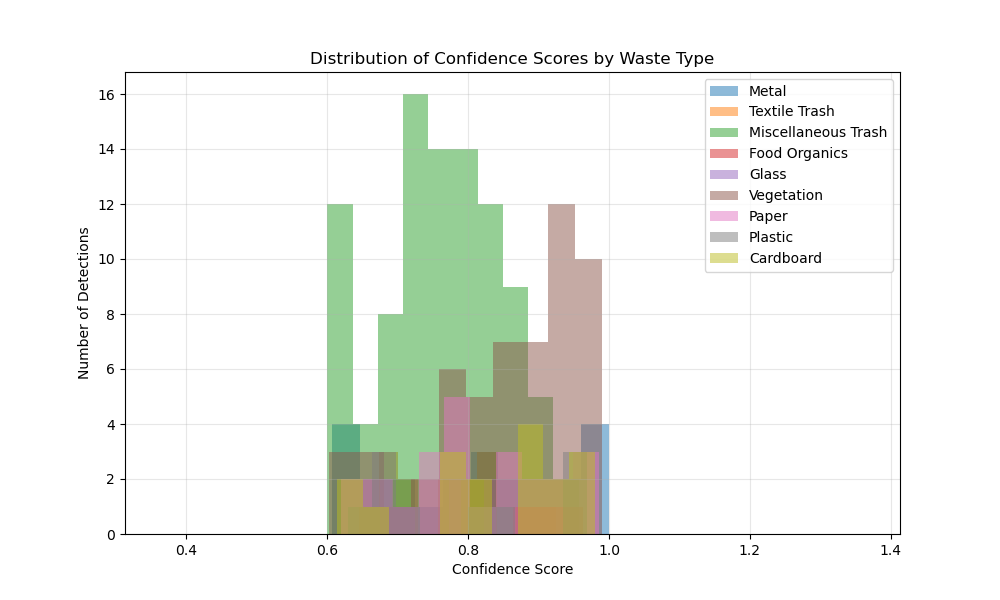 Distribution of Confidence Scores by Waste Type
16
14
12
10
8
6
4
2
0
Number of Detections
Metal
Textile Trash
Miscellaneous Trash
Food Organics
Glass
Vegetation
Paper
Plastic
Cardboard
0.4
0.6
0.8
1.0
1.2
1.4
Confidence Score